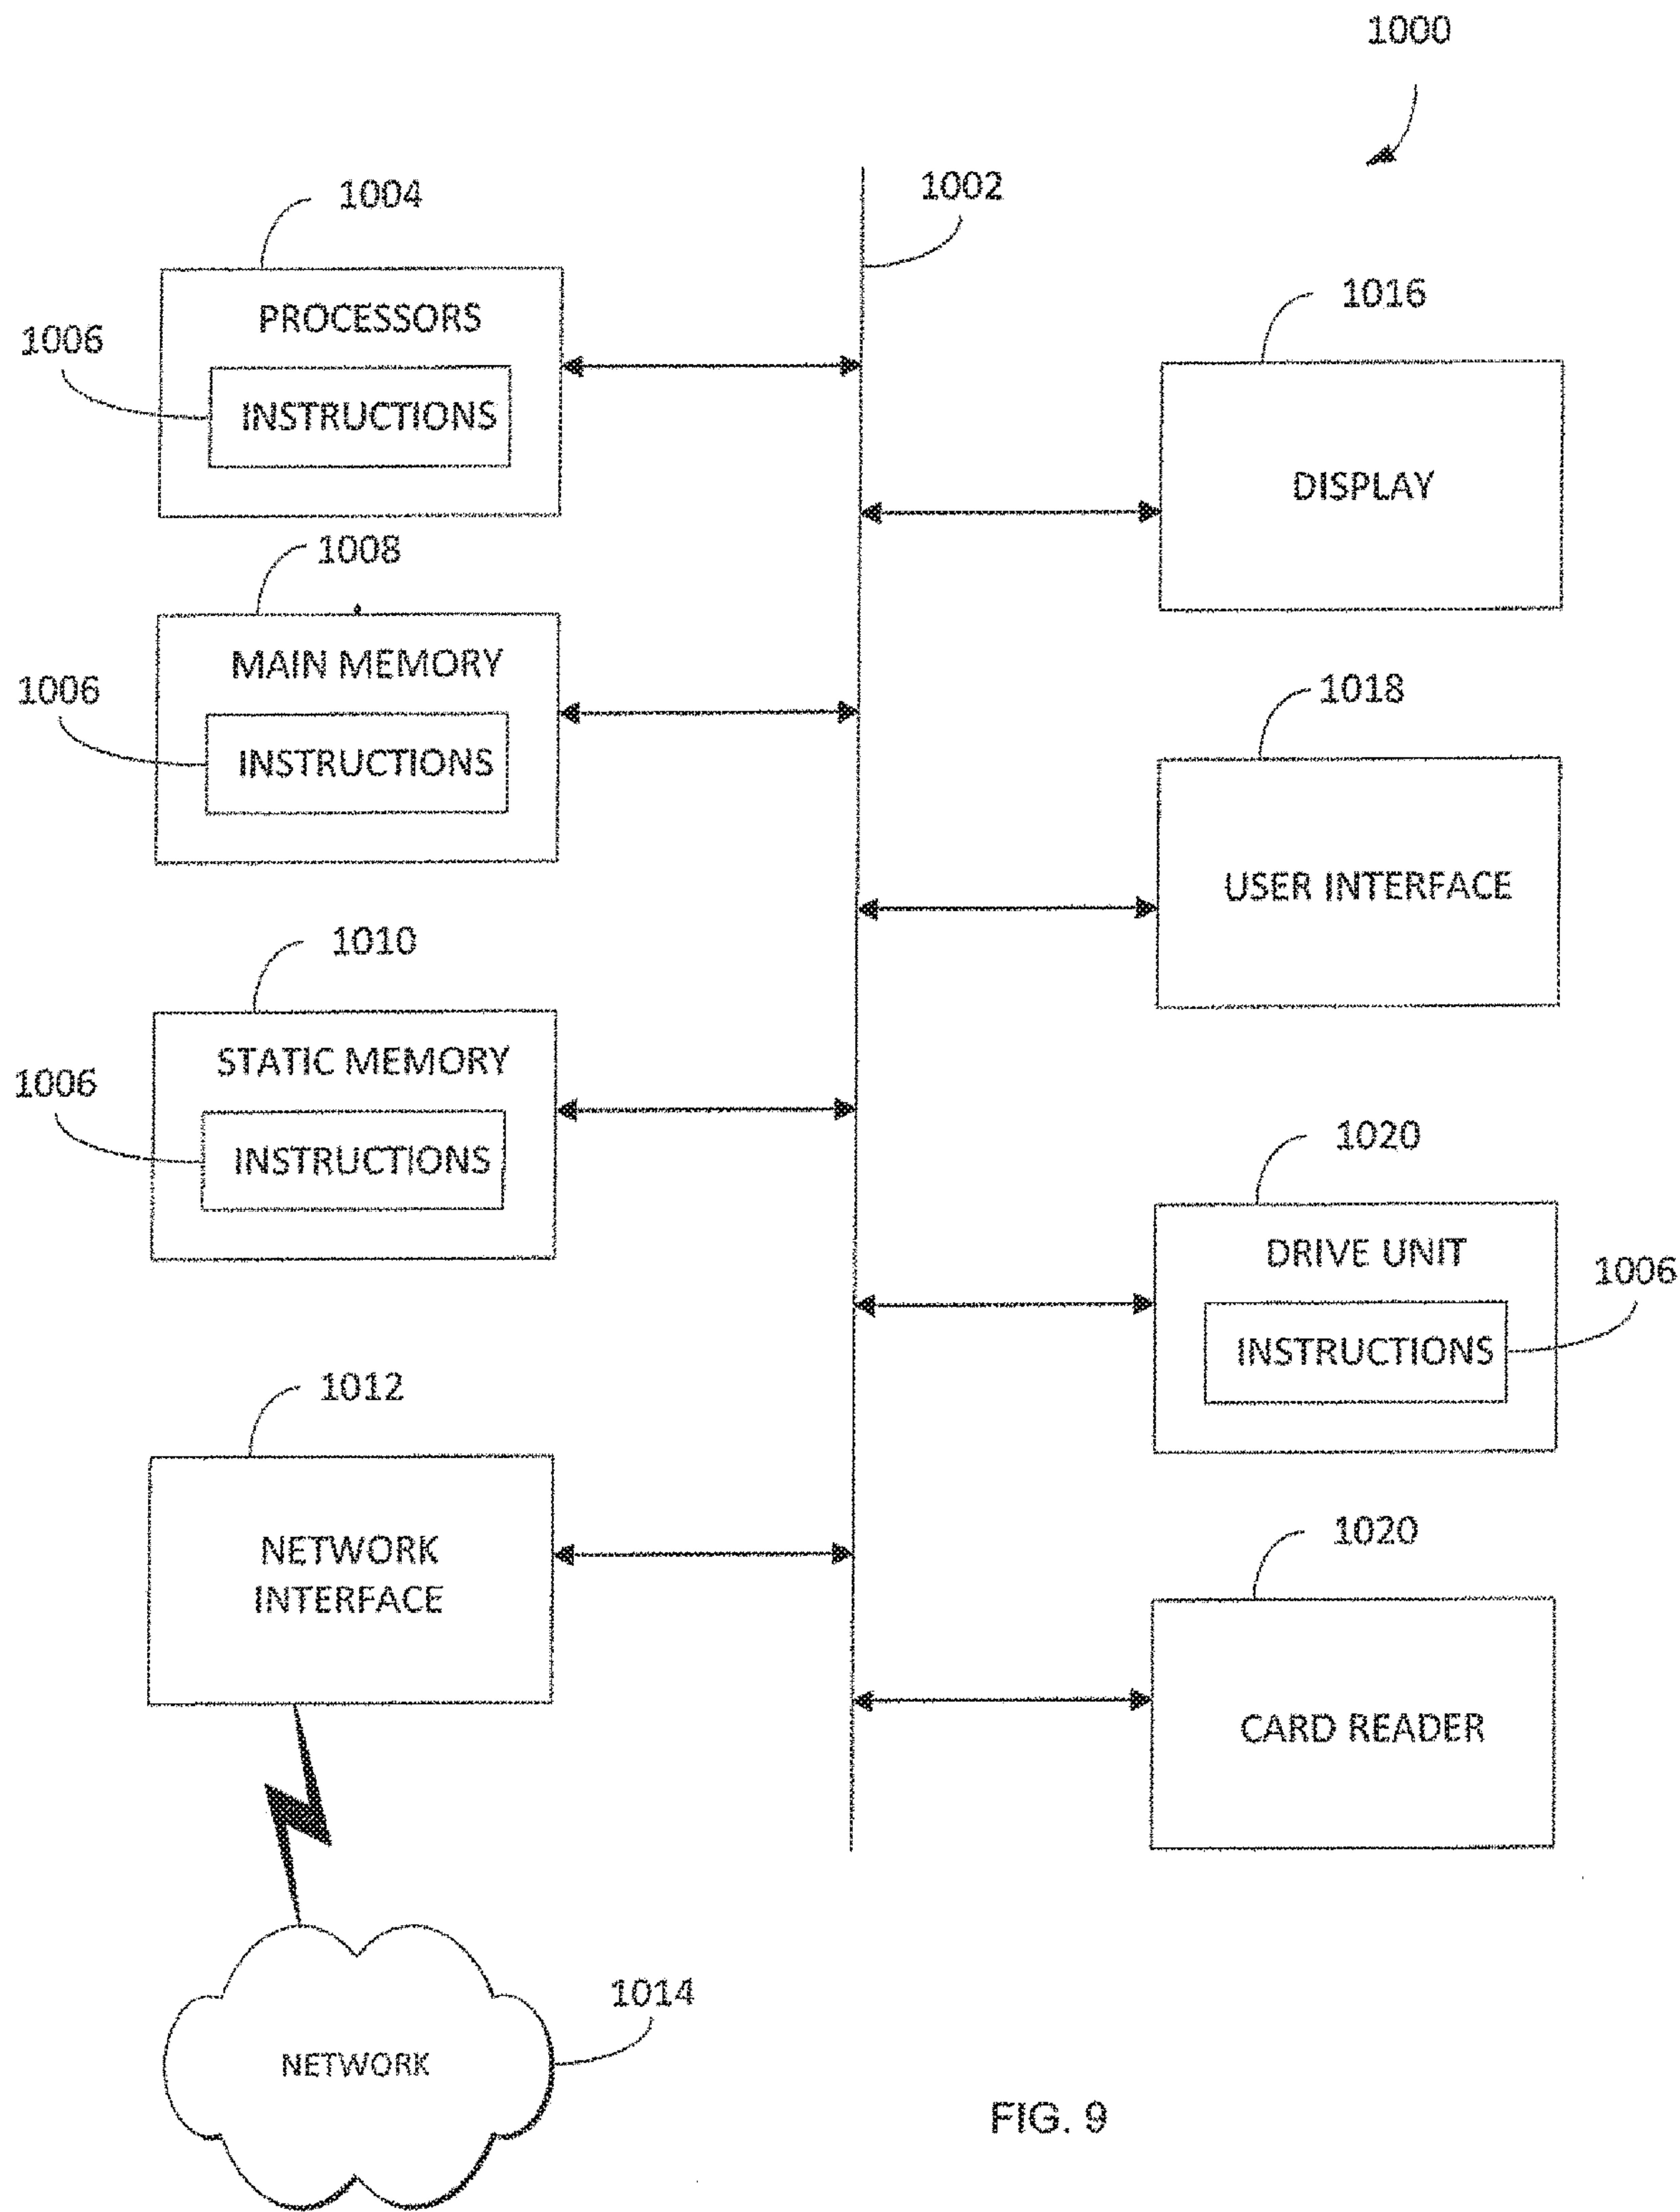 1000
1004
1002
PROCESSORS
1016
1006
INSTRUCTIONS
DISPLAY
1008
MAIN MEMORY
1006
1018
INSTRUCTIONS
USER INTERFACE
1010
STATIC MEMORY
1006
1020
INSTRUCTIONS
DRIVE UNIT
1006
INSTRUCTIONS
1012
1020
NETWORK
INTERFACE
CARD READER
1014
NETWORK
FIG. 9